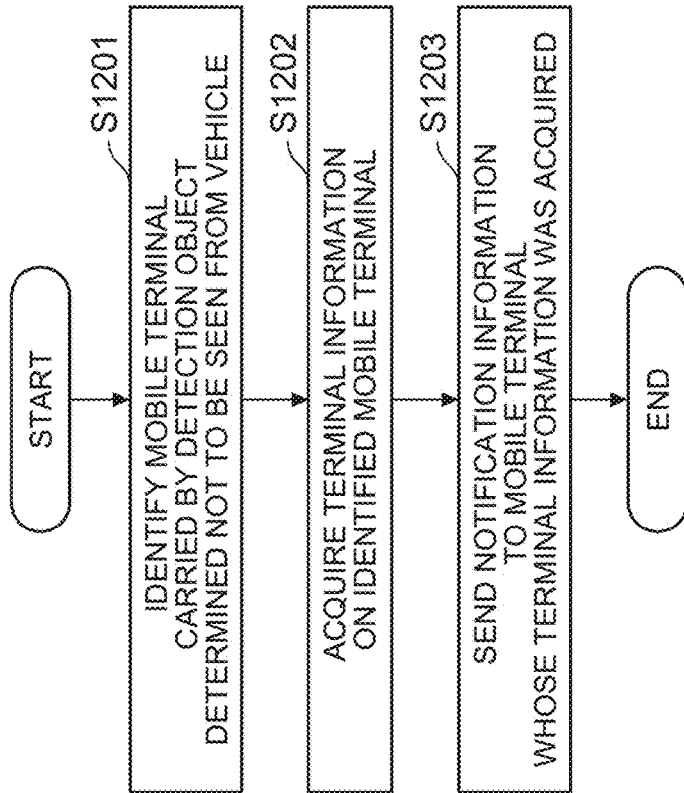 START
S1201
IDENTIFY MOBILE TERMINAL
CARRIED BY DETECTION OBJECT
DETERMINED NOT TO BE SEEN FROM VEHICLE
S1202
ACQUIRE TERMINAL INFORMATION
ON IDENTIFIED MOBILE TERMINAL
S1203
SEND NOTIFICATION INFORMATION
TO MOBILE TERMINAL
WHOSE TERMINAL INFORMATION WAS ACQUIRED
END